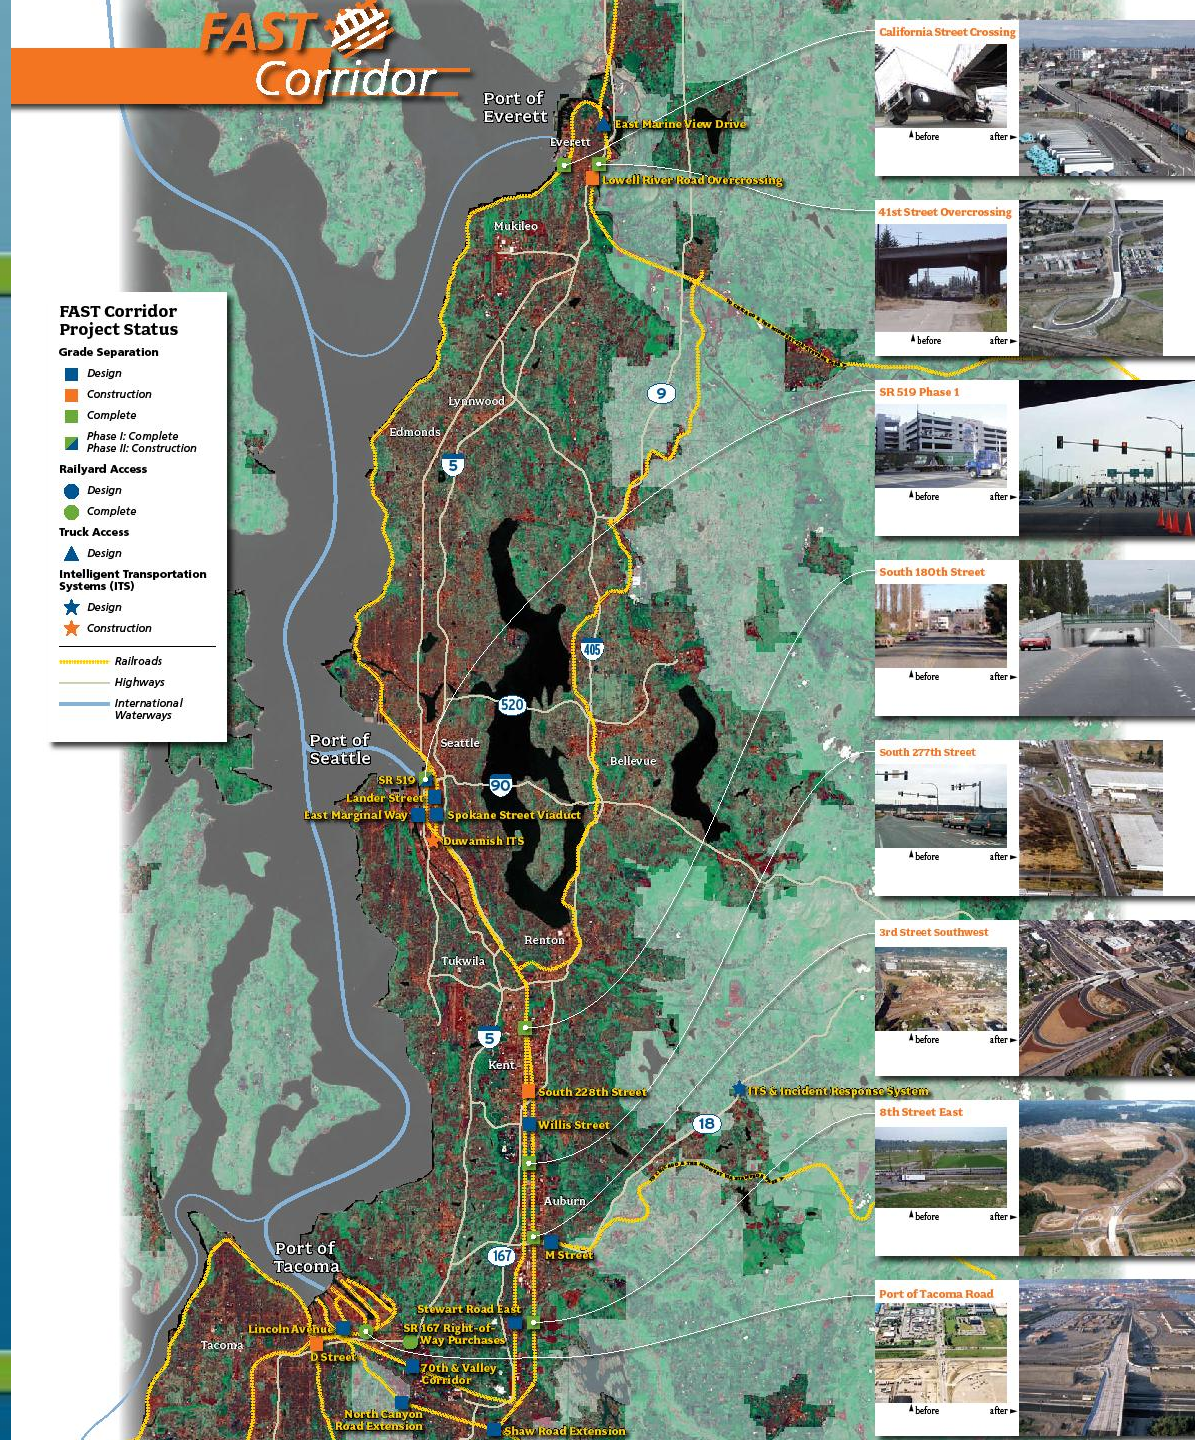 FAST
Corridor
FAST Corridor
Project Status
Grade Separation
Design
Construction
Complete
Phase I: Complete
Phase II: Construction
Railyard Access
Design
Complete
Truck Access
Design
Intelligent Transportation
Systems (ITS)
Design
Construction
Railroads
Highways
International
Waterways
Port of
Everett
East Marine View Drive
Everett
Lowell River Road Overcrossing
Mukileo
9
Lynnwood
Edmonds
5
405
520
Port of
Seattle
Seattle
Bellevue
SR 519
90
Lander Street
East Marginal Way
Spokane Street Viaduct
Duwamish ITS
Renton
Tukwila
5
Kent
South 228th Street
ITS & Incident Response System
Willis Street
18
Auburn
Port of
Tacoma
167
M Street
Stewart Road East
Lincoln Avenue
SR 167 Right-of-
Way Purchases
Tacoma
D Street
70th & Valley
Corridor
North Canyon
Road Extension
Shaw Road Extension
California Street Crossing
before
after
41st Street Overcrossing
before
after
SR 519 Phase 1
before
after
South 180th Street
before
after
South 277th Street
before
after
3rd Street Southwest
before
after
8th Street East
before
after
Port of Tacoma Road
before
after